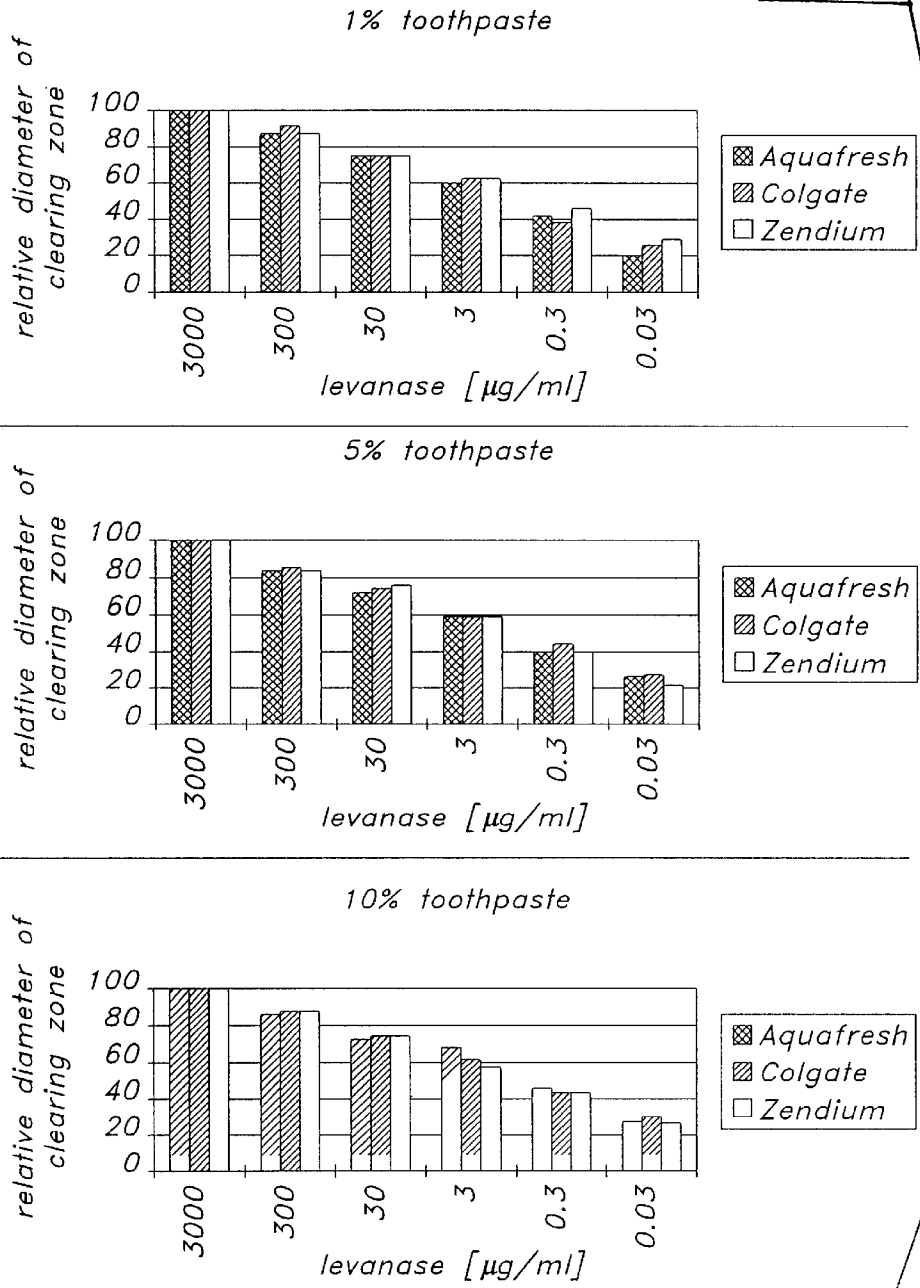 1% toothpaste
relative diameter of
clearing zone
100
80
60
40
20
0
3000
300
30
3
0.3
0.03
levanase [μg/ml]
Aquafresh
Colgate
Zendium
5% toothpaste
relative diameter of
clearing zone
100
80
60
40
20
0
3000
300
30
3
0.3
0.03
levanase [μg/ml]
Aquafresh
Colgate
Zendium
10% toothpaste
relative diameter of
clearing zone
100
80
60
40
20
0
3000
300
30
3
0.3
0.03
levanase [μg/ml]
Aquafresh
Colgate
Zendium